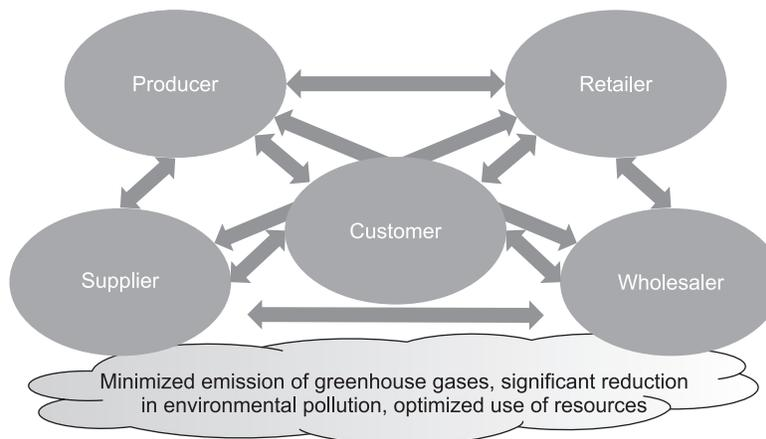 Producer
Retailer
Customer
Supplier
Wholesaler
Minimized emission of greenhouse gases, significant reduction
in environmental pollution, optimized use of resources